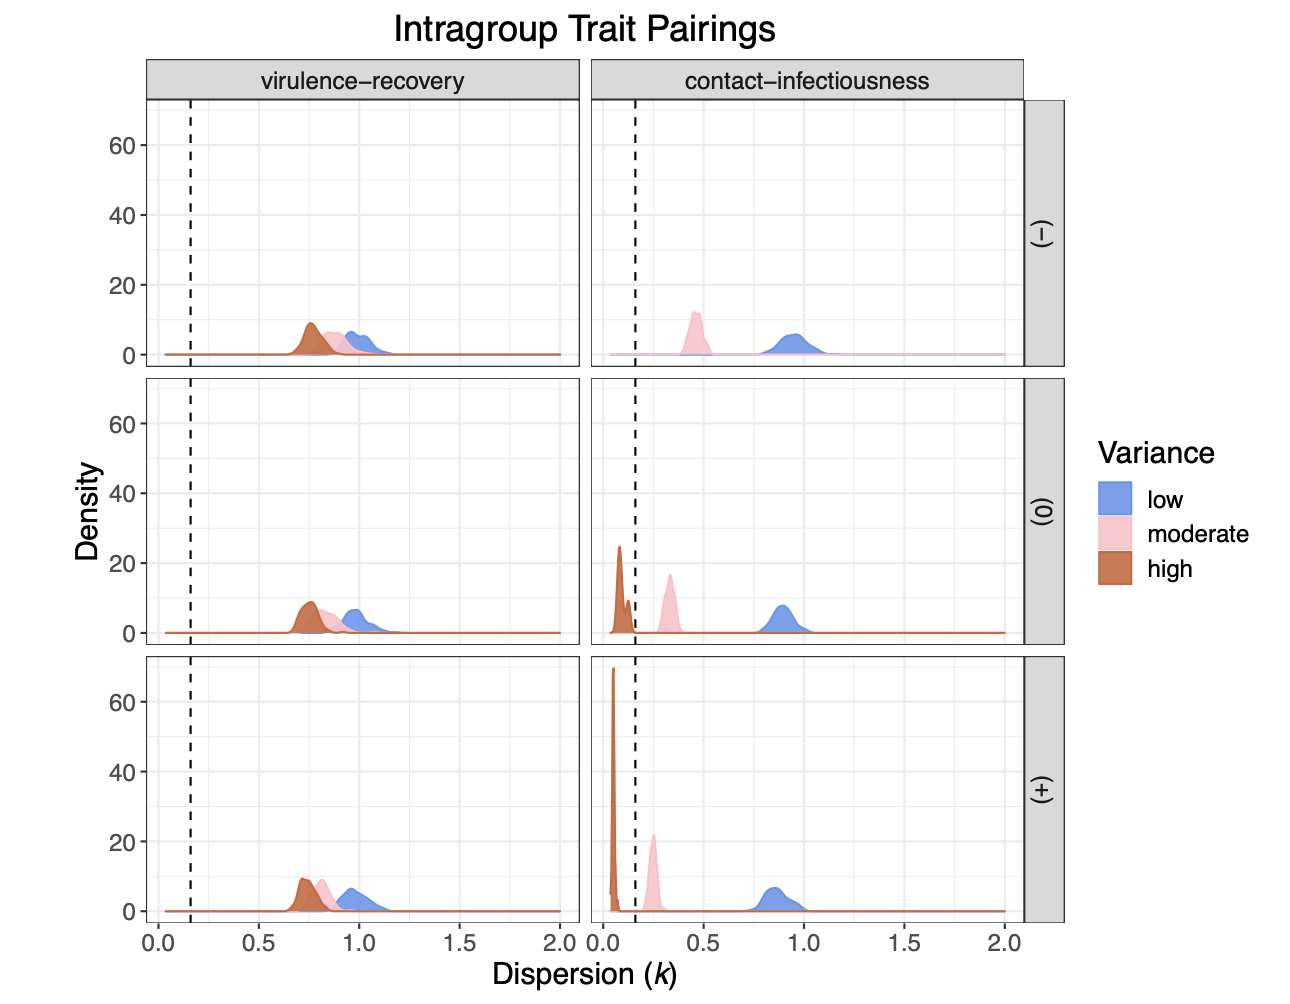 Intragroup Trait Pairings
virulence−recovery
contact−infectiousness
60
40
20
0
(−)
60
40
20
0
(0)
60
40
20
0
(+)
0.0 0.5 1.0 1.5 2.0
0.0 0.5 1.0 1.5 2.0
Density
Dispersion (k)
Variance
low
moderate
high